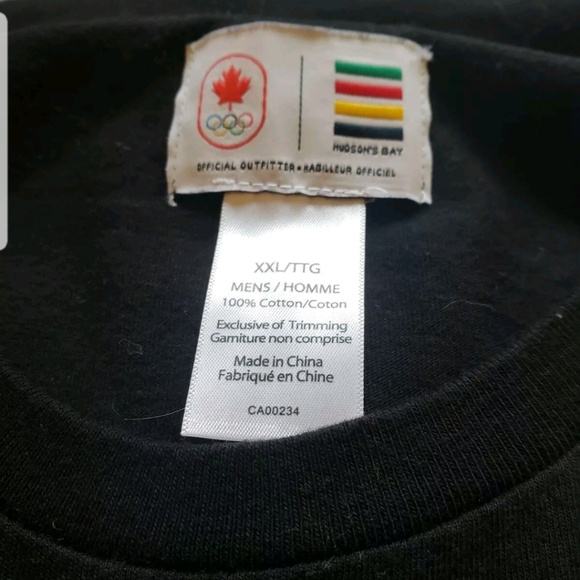 HUDSON'S BAY
OFFICIAL OUTFITTER • HABILLEUR OFFICIEL
XXL/TTG
MENS / HOMME
100% Cotton/Coton
Exclusive of Trimming
Garniture non comprise
Made in China
Fabriqué en Chine
CA00234